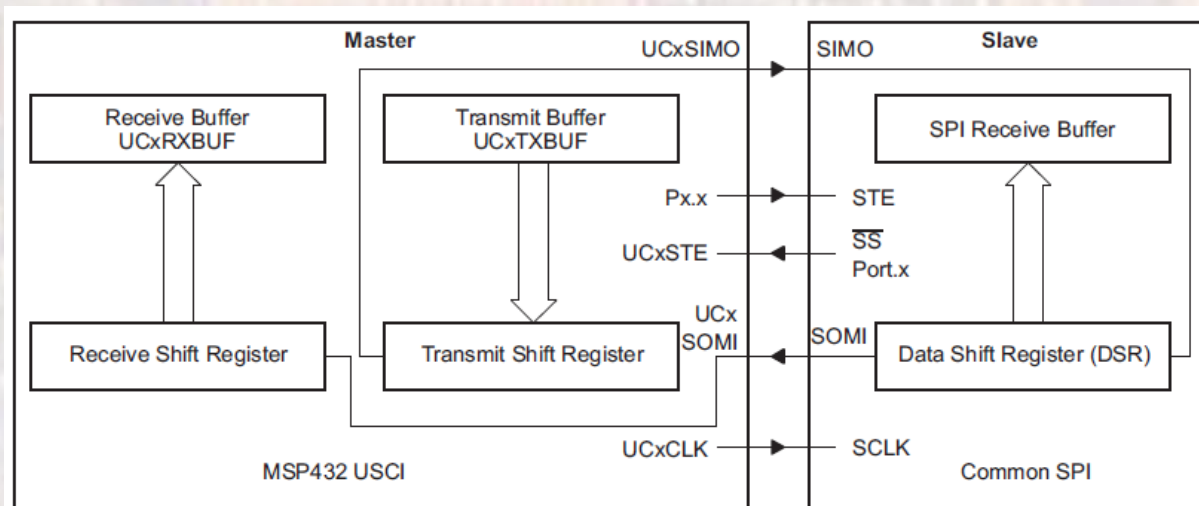 Master
UCxSIMO
SIMO
Slave
Receive Buffer
UCxRXBUF
Transmit Buffer
UCxTXBUF
SPI Receive Buffer
Px.x
STE
UCxSTE
SS
Port.x
UCx
SOMI
SOMI
Receive Shift Register
Transmit Shift Register
Data Shift Register (DSR)
UCxCLK
SCLK
MSP432 USCI
Common SPI